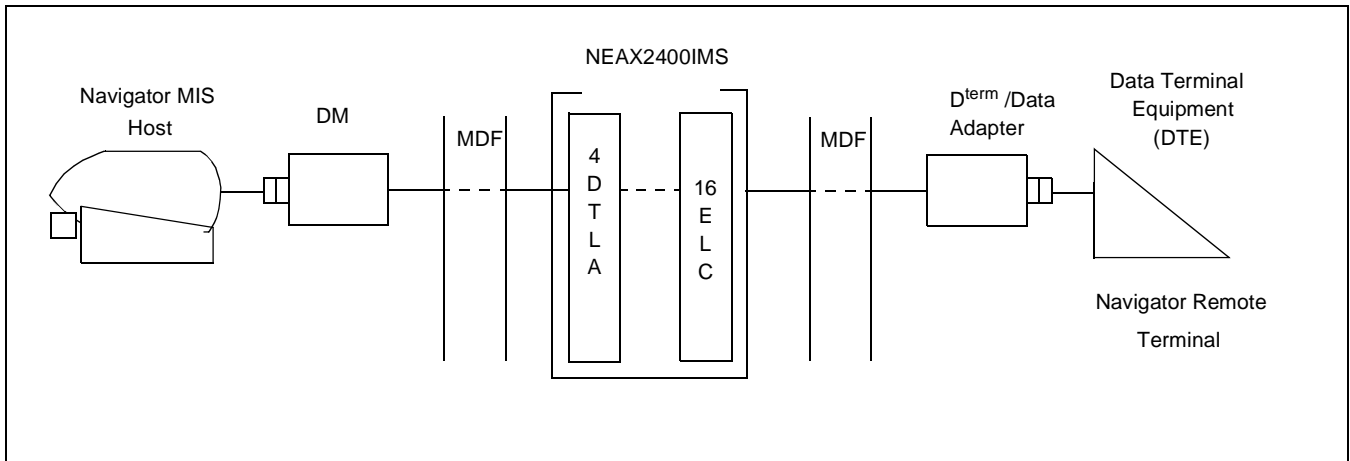 NEAX2400IMS
Navigator MIS
Host
DM
MDF
4
D
T
L
A
16
E
L
C
MDF
Dterm /Data
Adapter
Data Terminal
Equipment
(DTE)
Navigator Remote
Terminal